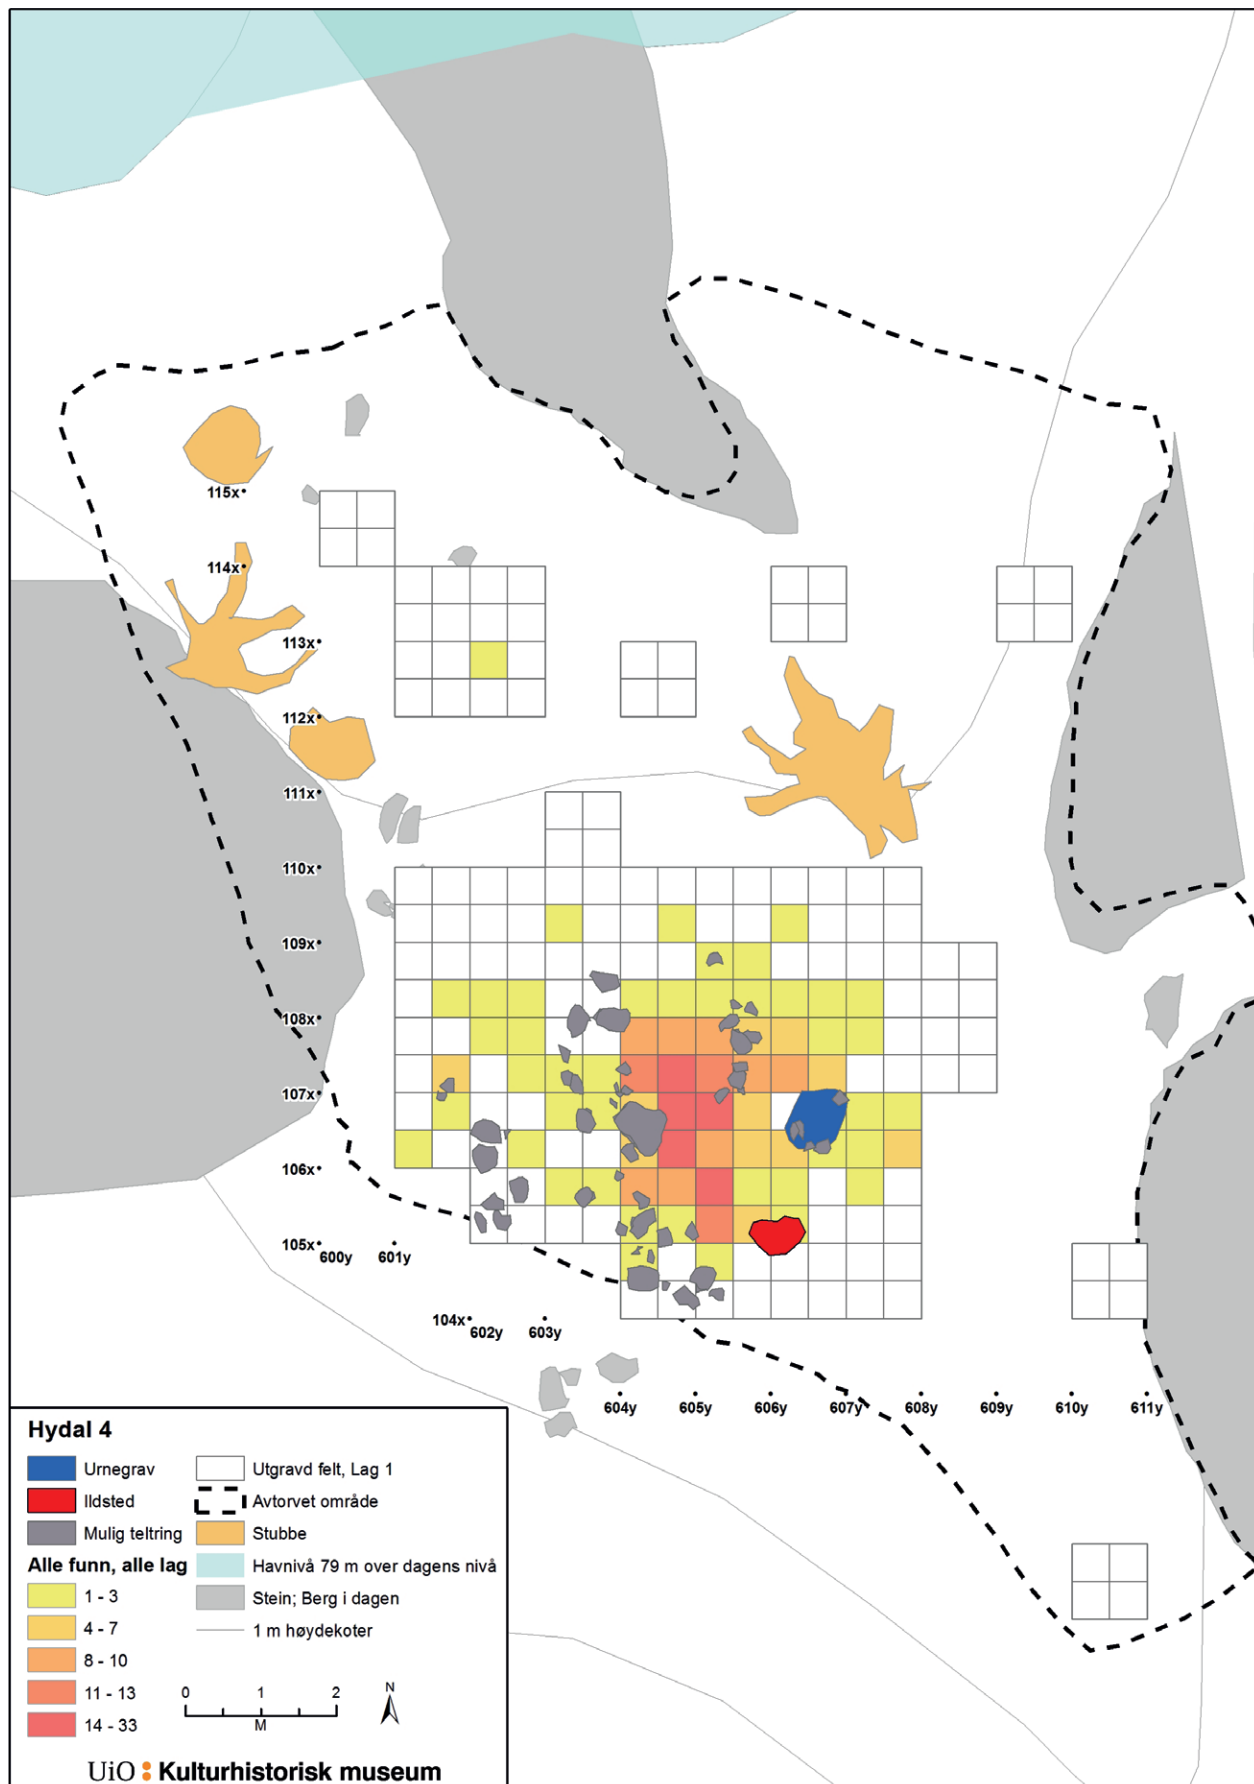 115x
114x
113x
112x
111x
110x
109x
108x
107x
106x
105x
600y 601y
104x 602y 603y
604y 605y 606y 607y 608y 609y 610y 611y
Hydal 4
Urnegrav
Ildsted
Mulig teltring
Alle funn, alle lag
1 - 3
4 - 7
8 - 10
11 - 13
14 - 33
Utgravd felt, Lag 1
Avtorvet område
Stubbe
Havnivå 79 m over dagens nivå
Stein; Berg i dagen
1 m høydekoter
0 1 2
M
N
UiO Kulturhistorisk museum